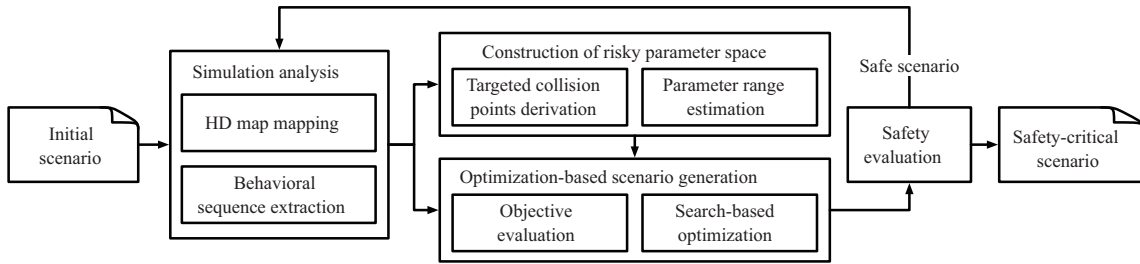 Initial
scenario
Simulation analysis
HD map mapping
Behavioral
sequence extraction
Construction of risky parameter space
Targeted collision
points derivation
Parameter range
estimation
Optimization-based scenario generation
Objective
evaluation
Search-based
optimization
Safe scenario
Safety
evaluation
Safety-critical
scenario